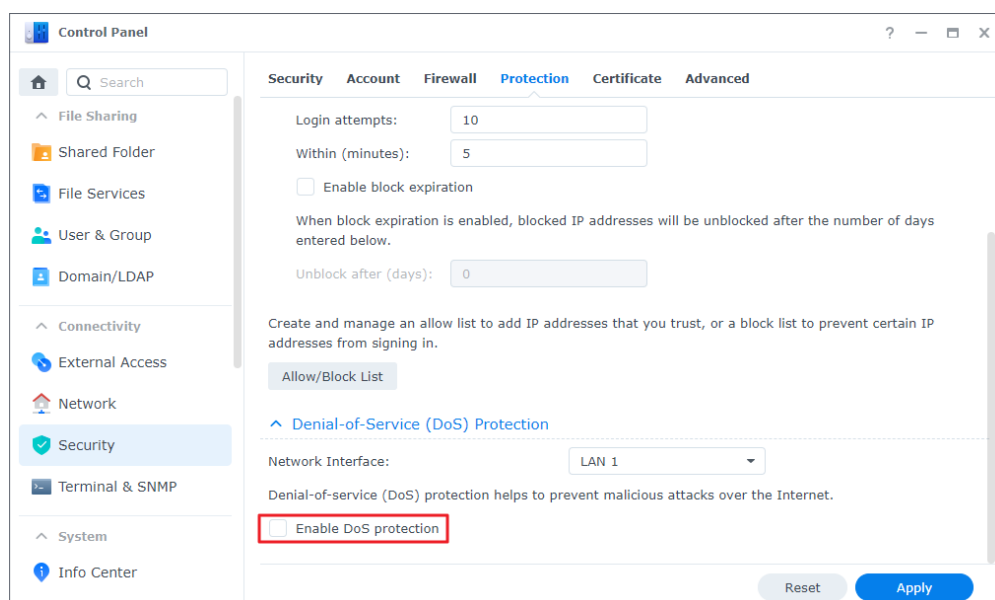 Control Panel
?
Search
Security Account Firewall Protection Certificate Advanced
File Sharing
Shared Folder
File Services
User & Group
Domain/LDAP
Connectivity
External Access
Network
Security
Terminal & SNMP
System
Info Center
Login attempts: 10
Within (minutes): 5
Enable block expiration
When block expiration is enabled, blocked IP addresses will be unblocked after the number of days
entered below.
Unblock after (days): 0
Create and manage an allow list to add IP addresses that you trust, or a block list to prevent certain IP
addresses from signing in.
Allow/Block List
Denial-of-Service (DoS) Protection
Network Interface: LAN 1
Denial-of-service (DoS) protection helps to prevent malicious attacks over the Internet.
Enable DoS protection
Reset Apply